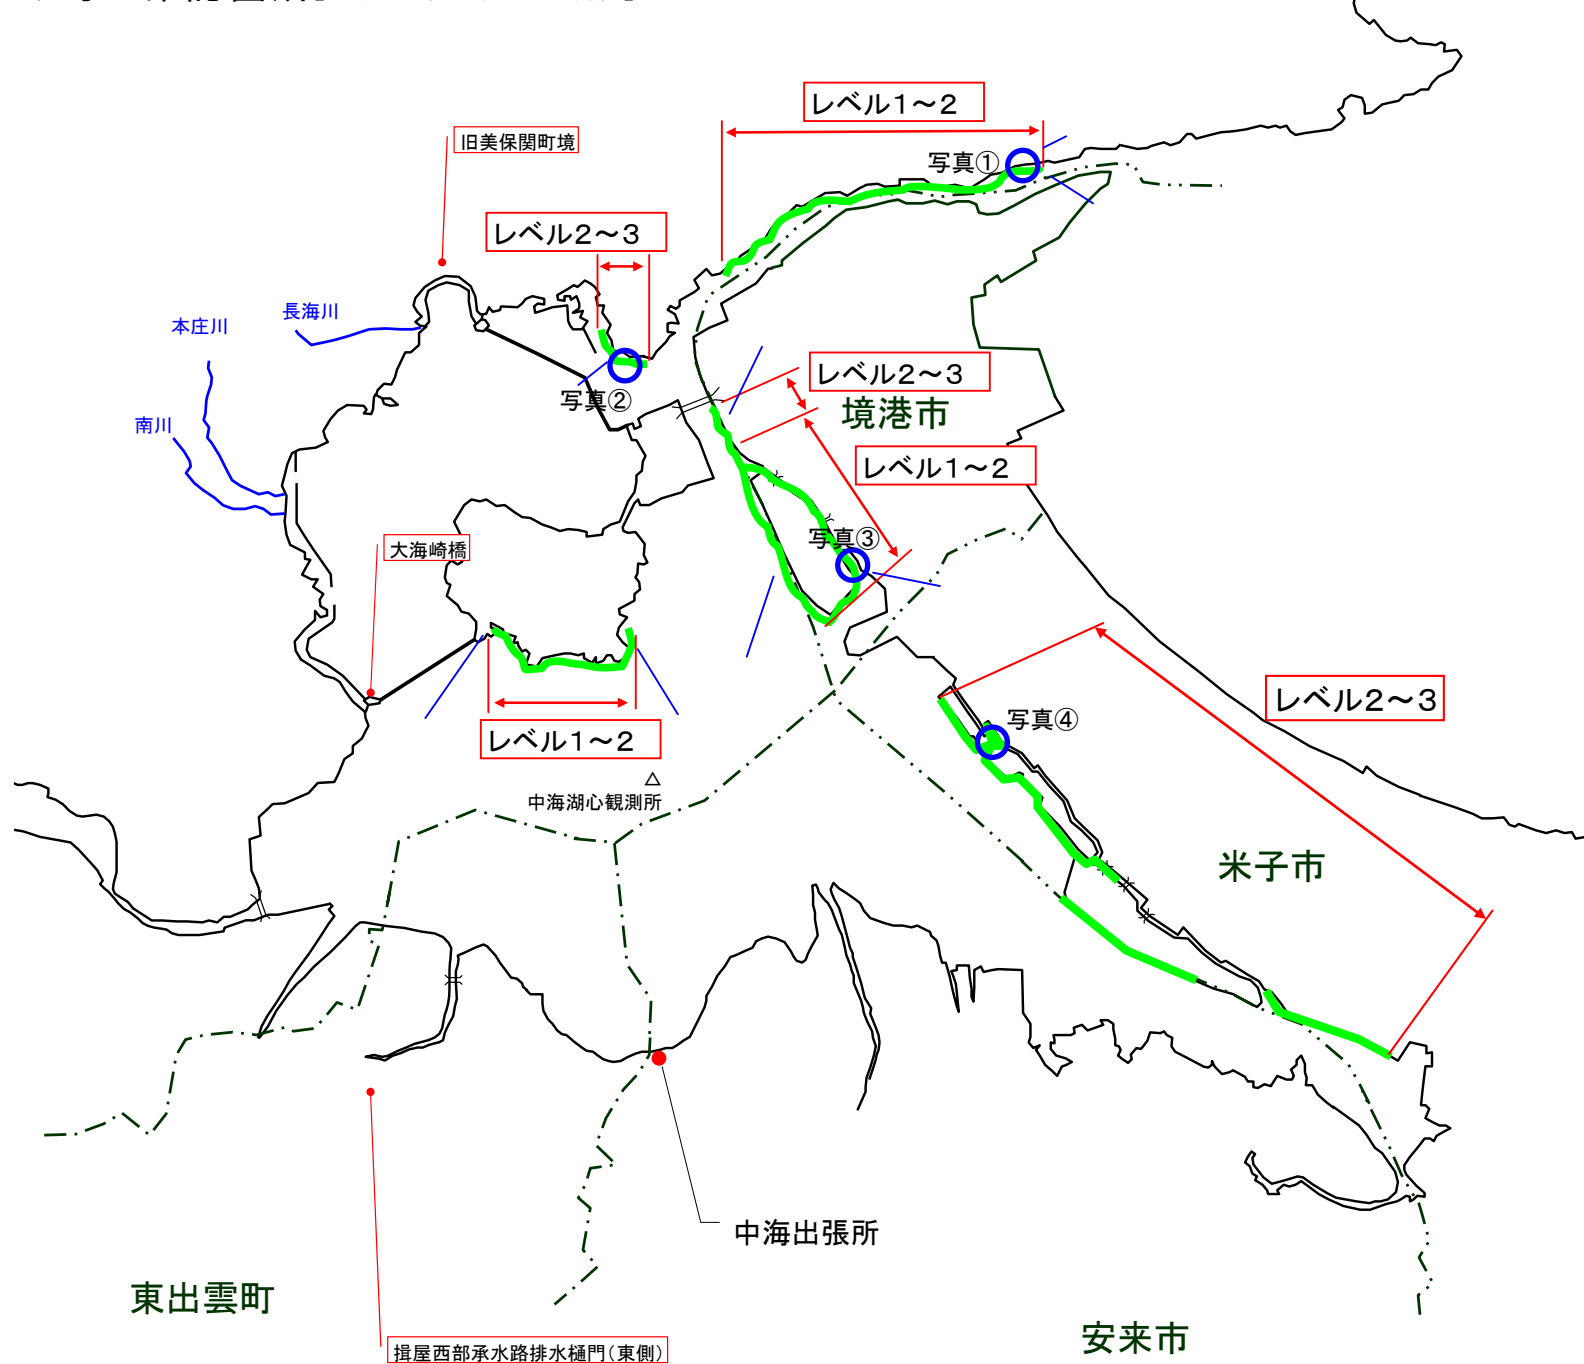 レベル1～2
旧美保関町境
写真①
レベル2～3
長海川
本庄川
レベル2～3
写真②
境港市
南川
レベル1～2
写真③
大海崎橋
レベル2～3
写真④
レベル1～2
中海湖心観測所
米子市
中海出張所
東出雲町
安来市
揖屋西部承水路排水樋門(東側)